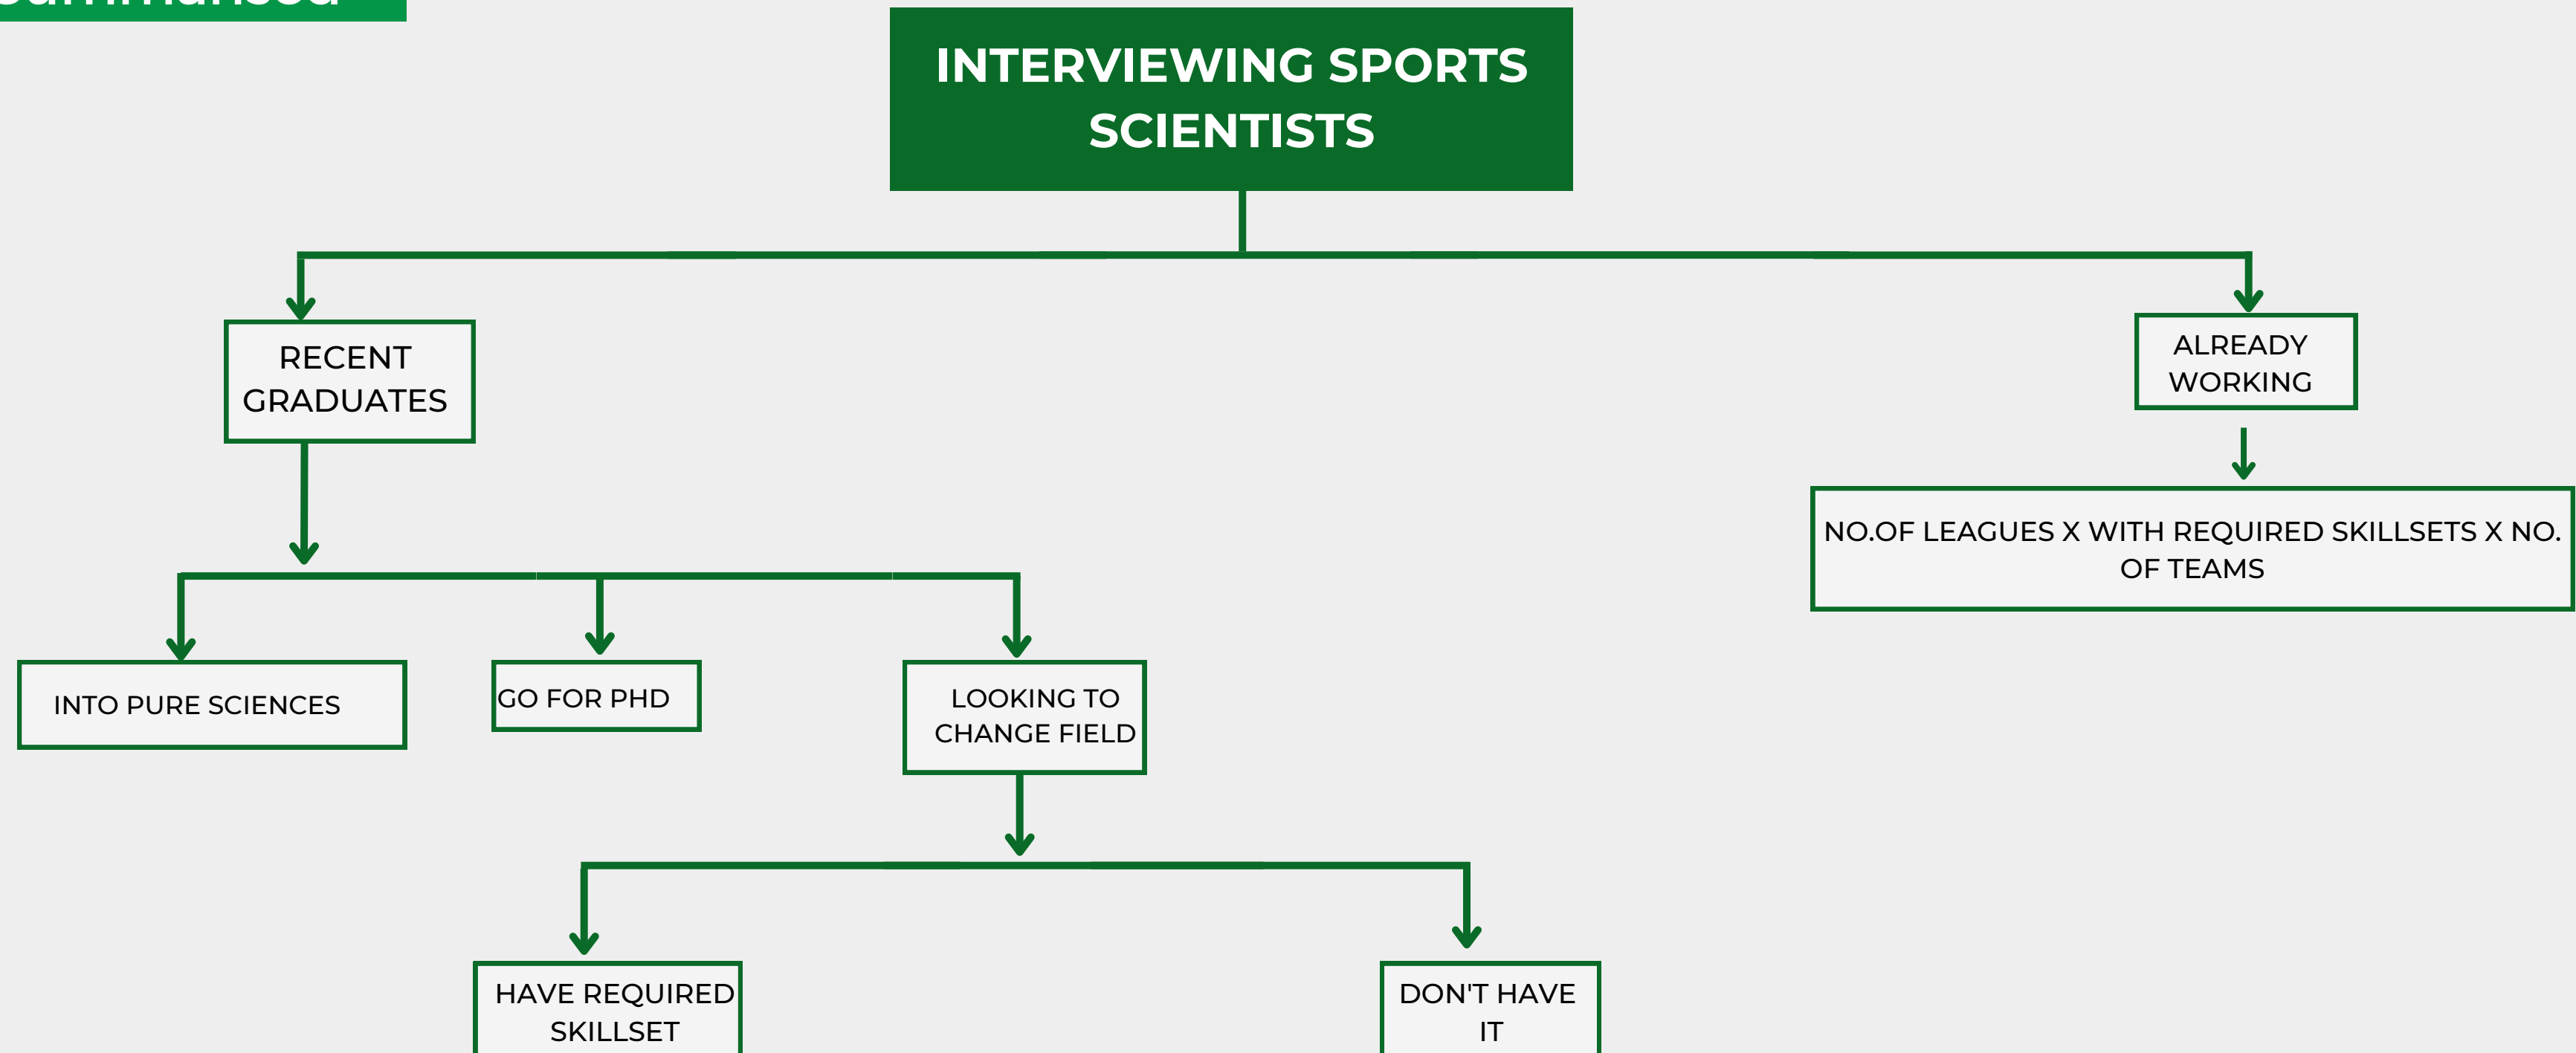 INTERVIEWING SPORTS
SCIENTISTS
RECENT
GRADUATES
ALREADY
WORKING
NO.OF LEAGUES X WITH REQUIRED SKILLSETS X NO.
OF TEAMS
INTO PURE SCIENCES
GO FOR PHD
LOOKING TO
CHANGE FIELD
HAVE REQUIRED
SKILLSET
DON'T HAVE
IT